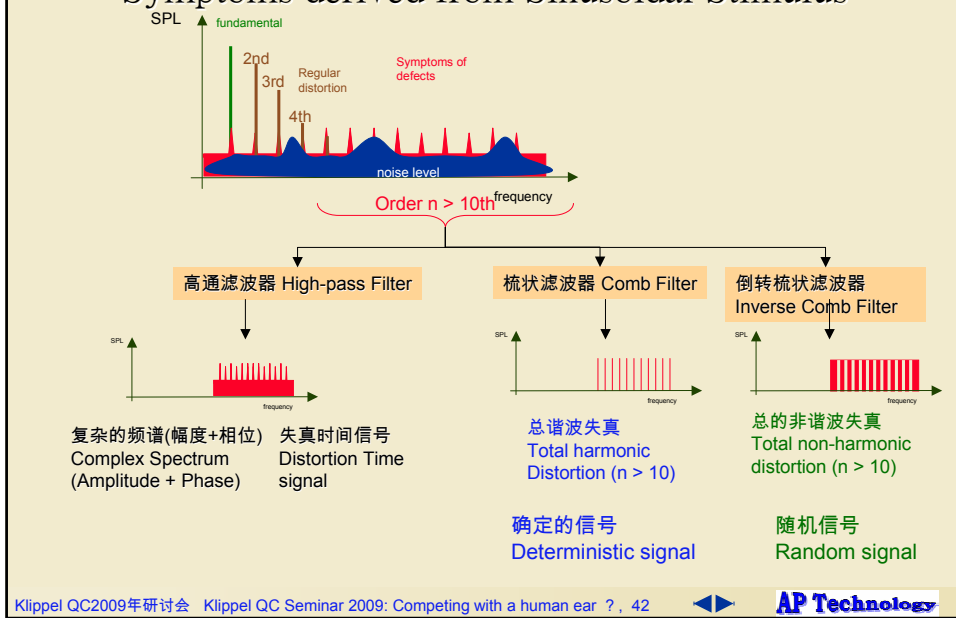 Symptoms derived from Sinusoidal Stimulus
SPL
fundamental
2nd
3rd
4th
Regular
distortion
Symptoms of
defects
noise level
frequency
Order n > 10th
高通滤波器 High-pass Filter
梳状滤波器 Comb Filter
倒转梳状滤波器
Inverse Comb Filter
SPL
frequency
SPL
frequency
SPL
frequency
复杂的频谱(幅度+相位)
Complex Spectrum
(Amplitude + Phase)
失真时间信号
Distortion Time
signal
总谐波失真
Total harmonic
Distortion (n > 10)
总的非谐波失真
Total non-harmonic
distortion (n > 10)
确定的信号
Deterministic signal
随机信号
Random signal
Klippel QC2009年研讨会 Klippel QC Seminar 2009: Competing with a human ear ? , 42
AP Technology